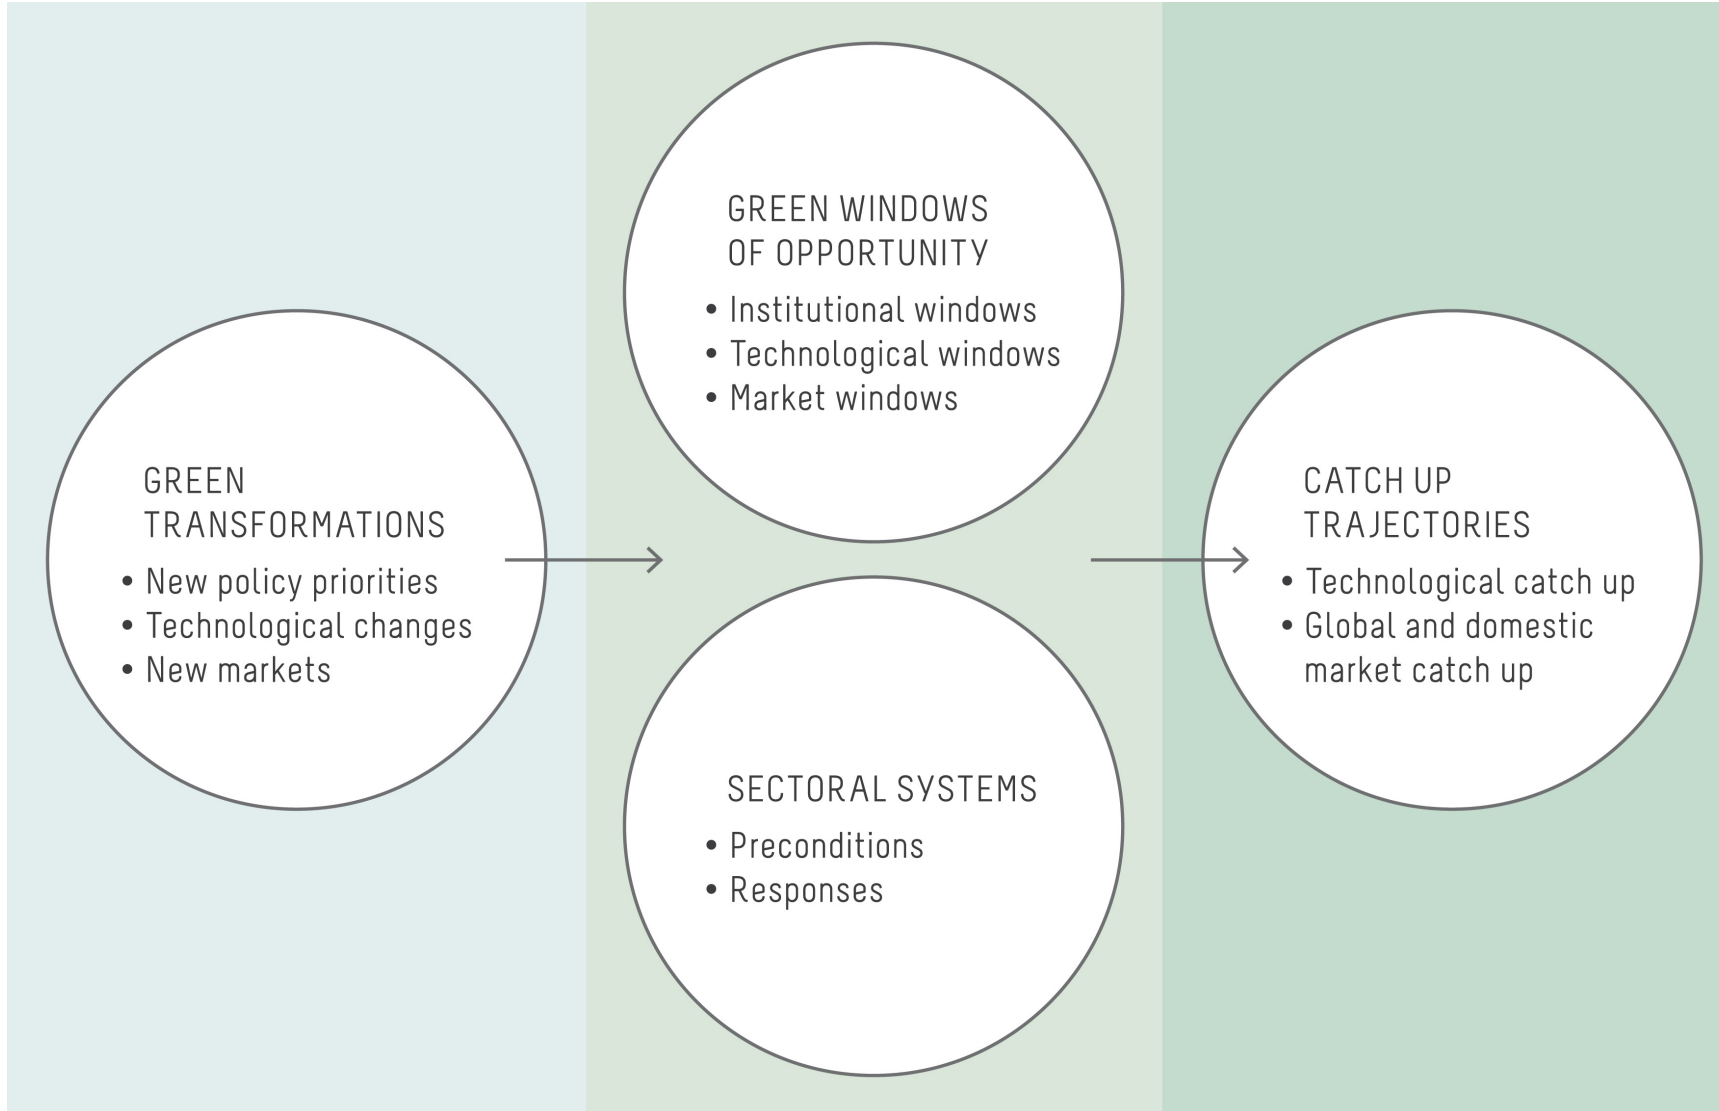 GREEN
TRANSFORMATIONS
• New policy priorities
• Technological changes
• New markets
GREEN WINDOWS
OF OPPORTUNITY
• Institutional windows
• Technological windows
• Market windows
SECTORAL SYSTEMS
• Preconditions
• Responses
CATCH UP
TRAJECTORIES
• Technological catch up
• Global and domestic
market catch up